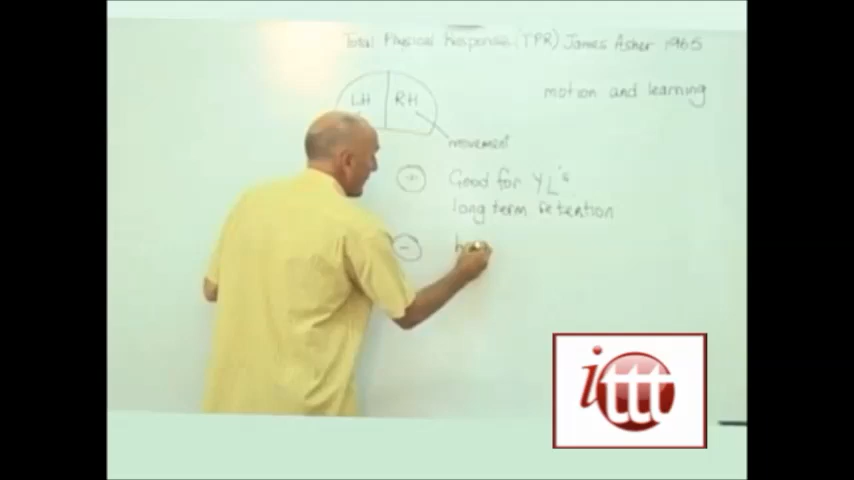 Total Physical Response (TPR) James Asher 1965
LH RH
motion and learning
movement
+ Good for YL's
long term retention
-
ittt